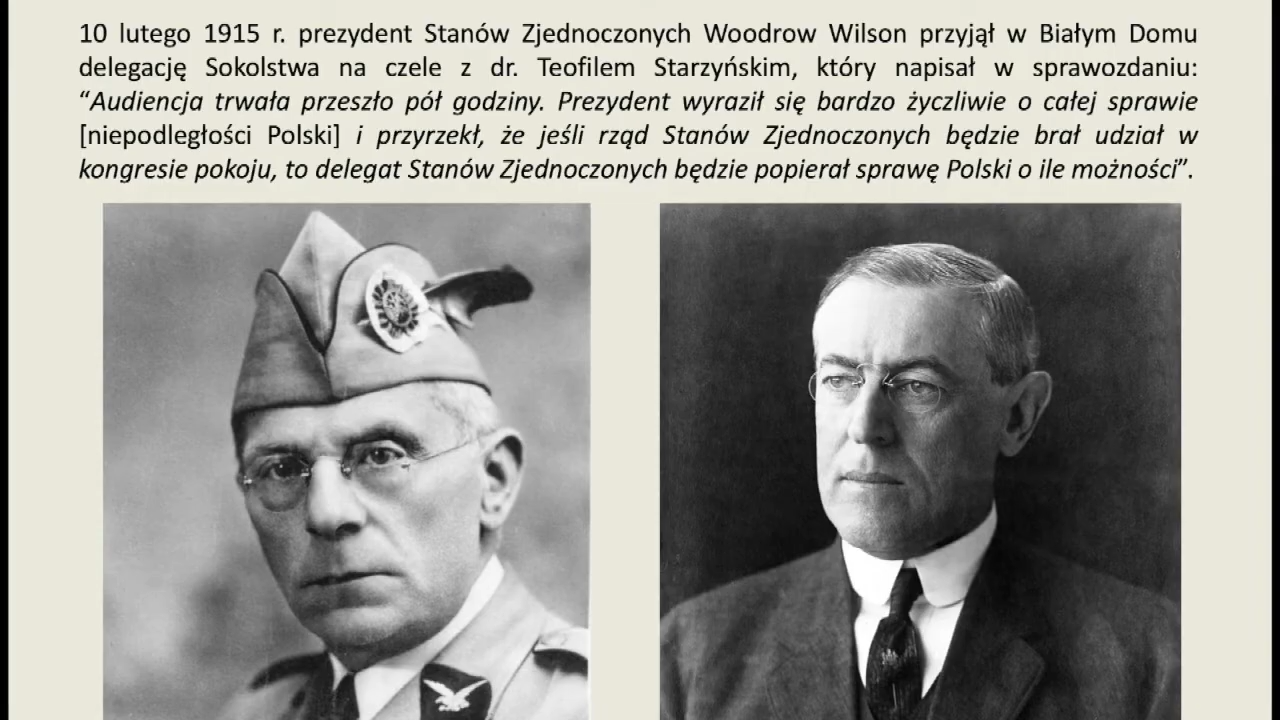 10 lutego 1915 r. prezydent Stanów Zjednoczonych Woodrow Wilson przyjął w Białym Domu
delegację Sokolstwa na czele z dr. Teofilem Starzyńskim, który napisał w sprawozdaniu:
“Audiencja trwała przeszło pół godziny. Prezydent wyraził się bardzo życzliwie o całej sprawie
[niepodległości Polski] i przyrzekł, że jeśli rząd Stanów Zjednoczonych będzie brał udział w
kongresie pokoju, to delegat Stanów Zjednoczonych będzie popierał sprawę Polski o ile możności”.